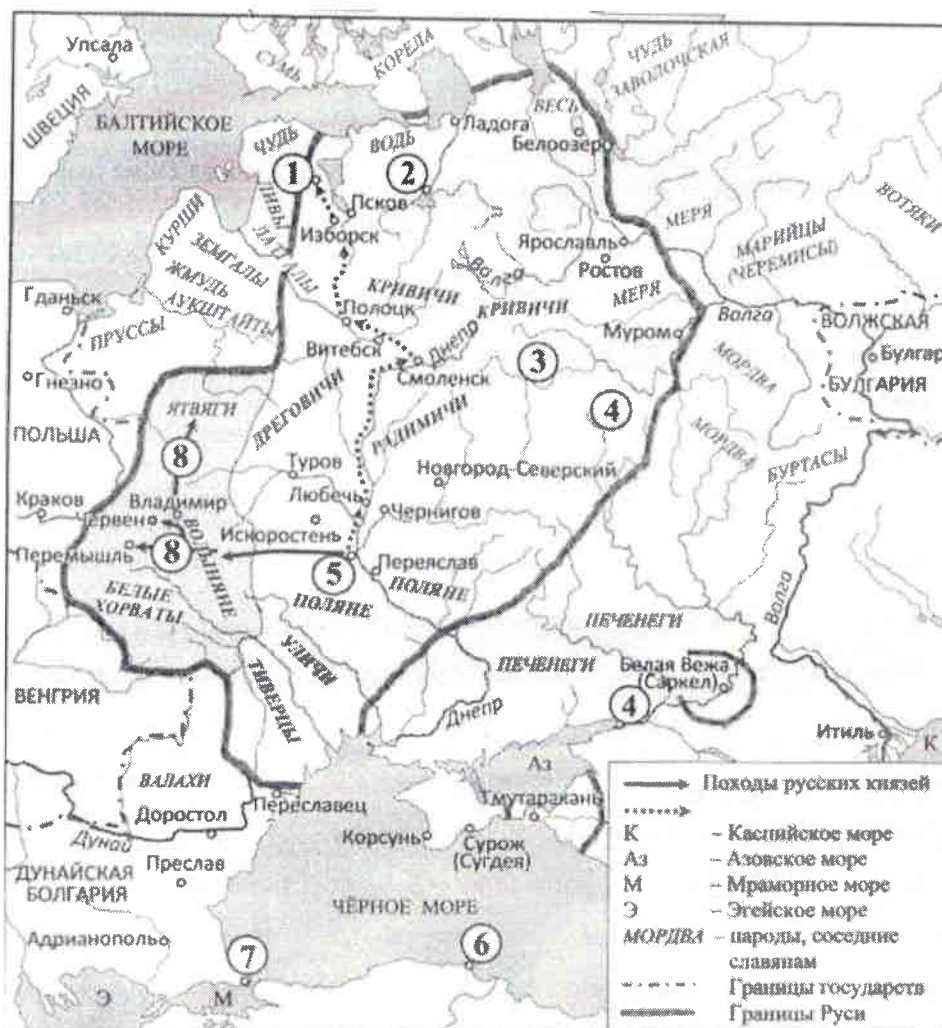 Упсала
ШВЕЦИЯ
СУМЬ
КОРЕЛА
ЧУДЬ
ЗАВОЛОЧСКАЯ
БАЛТИЙСКОЕ
МОРЕ
ЧУДЬ
ВОДЬ
Ладога
ВЕСЬ
Белоозеро
1
2
ЛИВЫ
Псков
Изборск
КУРШИ
ЗЕМГАЛЫ
ЖМУДЬ
АУКШТАЙТЫ
МЕРЯ
ВОТЯКИ
Ярославль
Ростов
МЕРЯ
МАРИЙЦЫ
(ЧЕРЕМИСЫ)
Волга
КРИВИЧИ
КРИВИЧИ
Полоцк
Гданьск
ПРУССЫ
Витебск
Днепр
Смоленск
Муром
Волга
ВОЛЖСКАЯ
Булгар
БУЛГАРИЯ
МОРДВА
3
Гнезно
ПОЛЬША
ЯТВЯГИ
ДРЕГОВИЧИ
РАДИМИЧИ
4
МОРДВА
БУРТАСЫ
8
Туров
Новгород-Северский
Любечь
Краков
Владимир
Червен
Чернигов
Искоростень
Перемышль
8
ВОЛЫНЯНЕ
5
Переяслав
ПОЛЯНЕ
ПОЛЯНЕ
БЕЛЫЕ
ХОРВАТЫ
Волга
ПЕЧЕНЕГИ
УЛИЧИ
ТИВЕРЦЫ
ПЕЧЕНЕГИ
Белая Вежа
(Саркел)
4
ВЕНГРИЯ
Днепр
Итиль
К
ВАЛАХИ
Аз
Переславец
Тмутаракань
Доростол
Дунай
Корсунь
Сурож
(Сугдея)
Преслав
ДУНАЙСКАЯ
БОЛГАРИЯ
ЧЁРНОЕ МОРЕ
Адрианополь
7
6
Э
М
Походы русских князей
К – Каспийское море
Аз – Азовское море
М – Мраморное море
Э – Эгейское море
МОРДВА – народы, соседние
славянам
Границы государств
Границы Руси